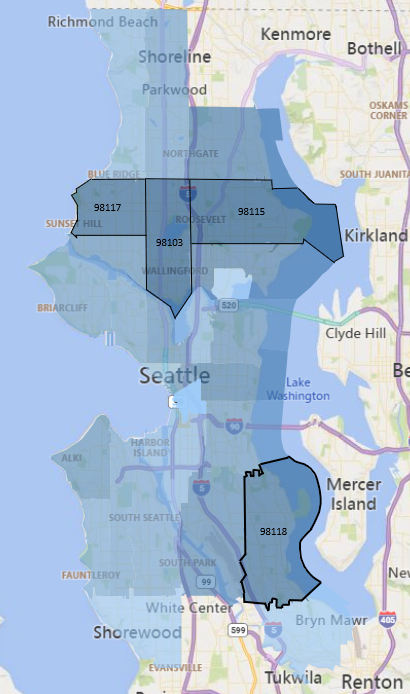 Richmond Beach
Kenmore
Bothell
Shoreline
Parkwood
OSKAMS
CORNER
NORTHGATE
BLUE RIDGE
SOUTH JUANITA
5
98117
98115
ROOSEVELT
SUNSET HILL
98103
Kirkland
WALLINGFORD
BRIARCLIFF
520
Clyde Hill
Seattle
Be
Lake
Washington
90
HARBOR
ISLAND
ALKI
5
Mercer
Island
SOUTH SEATTLE
98118
SOUTH PARK
FAUNTLEROY
99
New
White Center
Bryn Mawr
405
Shorewood
599
5
EVANSVILLE
Tukwila
Renton